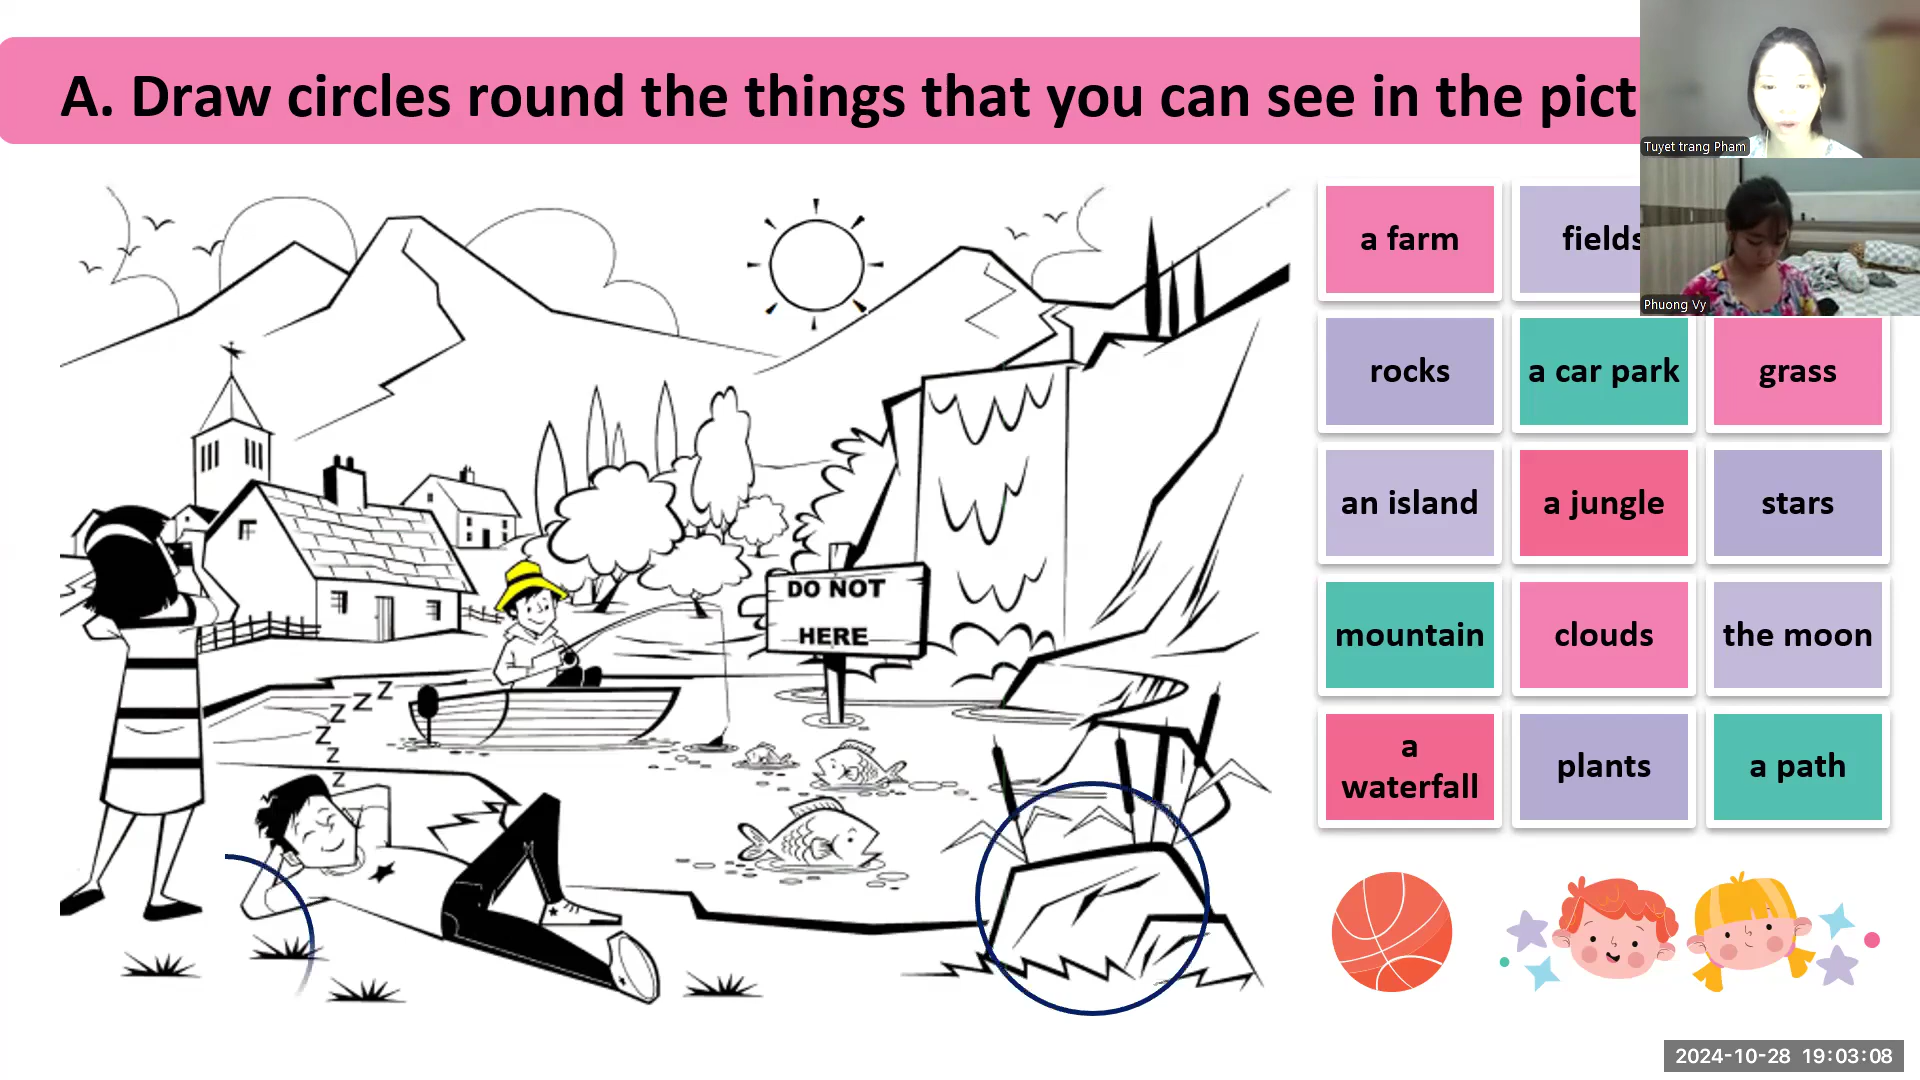 A. Draw circles round the things that you can see in the pict
Tuyet trang Pham
Phuong Vy
a farm
fields
rocks
a car park
grass
an island
a jungle
stars
mountain
clouds
the moon
a
waterfall
plants
a path
DO NOT
HERE
Z
Z
Z
Z
Z
Z
2024-10-28 19:03:08